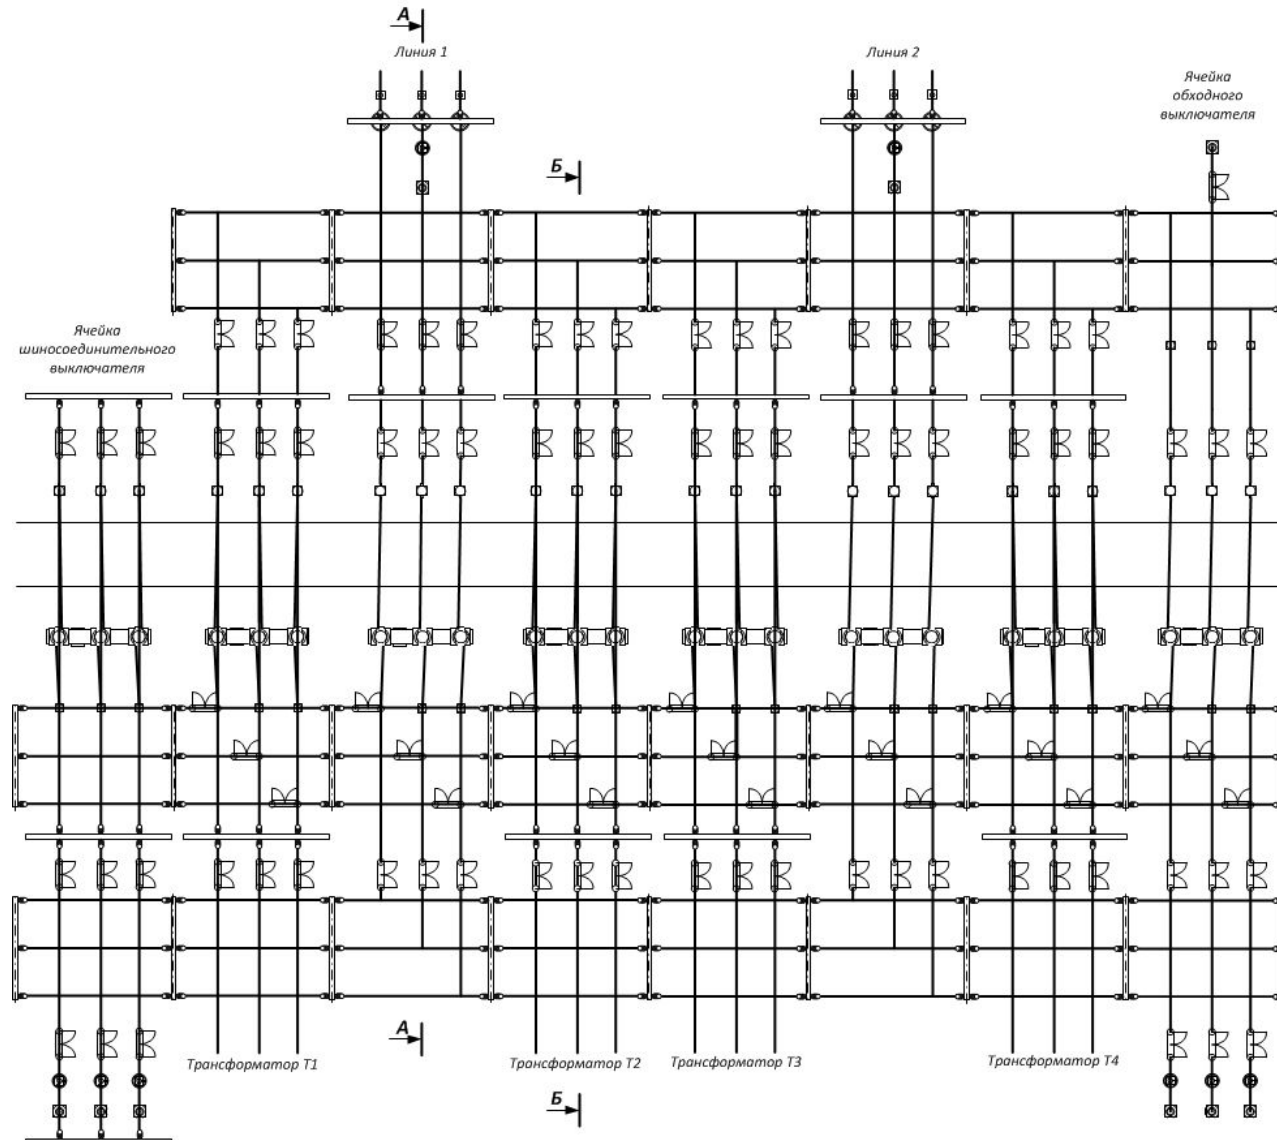 А
Линия 1
Линия 2
Ячейка
обходного
выключателя
Б
Ячейка
шиносоединительного
выключателя
А
Трансформатор Т1
Трансформатор Т2
Трансформатор Т3
Трансформатор Т4
Б